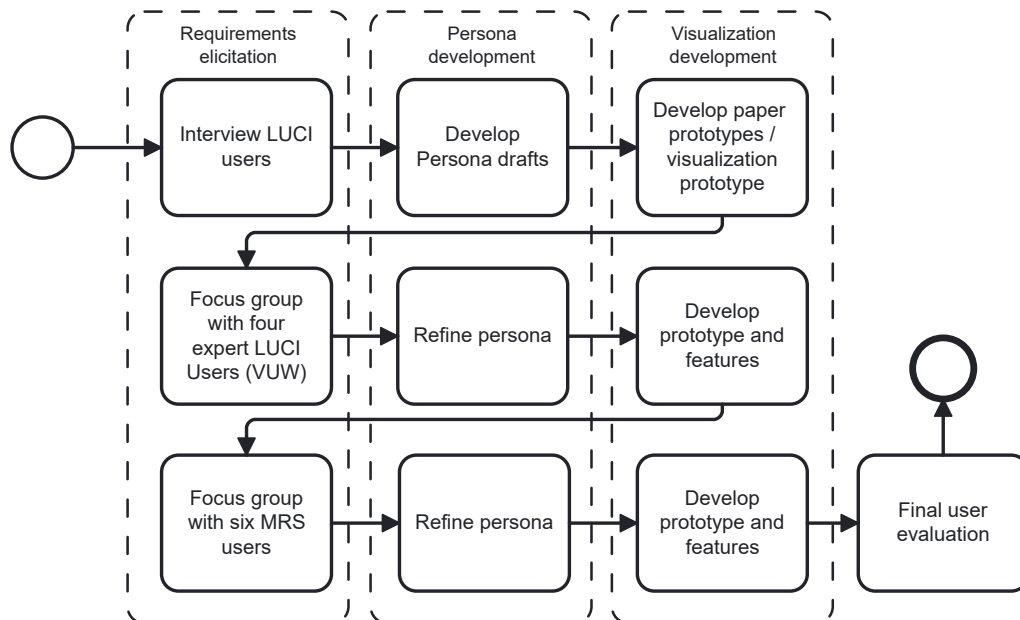 Requirements
elicitation
Persona
development
Visualization
development
Interview LUCI
users
Develop
Persona drafts
Develop paper
prototypes /
visualization
prototype
Focus group
with four
expert LUCI
Users (VUW)
Refine persona
Develop
prototype and
features
Focus group
with six MRS
users
Refine persona
Develop
prototype and
features
Final user
evaluation